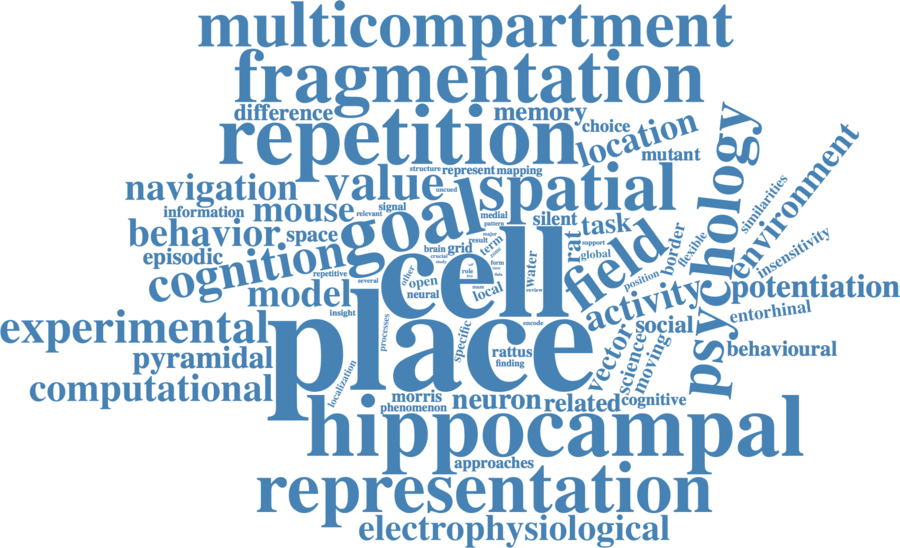 multicompartment
fragmentation
difference
memory
repetition
choice
location
mutant
structure
represent
mapping
navigation
value
uncued
spatial
psychology
environment
similarities
information
mouse
relevant
signal
goal
medial
pattern
silent
task
behavior
space
episodic
cognition
repetitive
several
brain
grid
crucial
study
result
major
term
cell
rat
support
global
field
border
flexible
position
insensitivity
model
insight
other
open
neural
role
form
local
water
review
encode
activity
potentiation
entorhinal
experimental
pyramidal
computational
place
processes
localization
specific
rattus
finding
vector
social
science
moving
behavioural
morris
phenomenon
neuron
related
cognitive
hippocampal
approaches
representation
electrophysiological